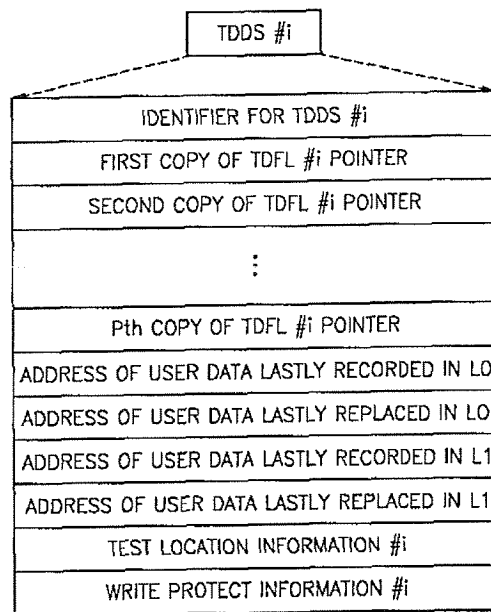 TDDS #i
IDENTIFIER FOR TDDS #i
FIRST COPY OF TDFL #i POINTER
SECOND COPY OF TDFL #i POINTER
⋮
Pth COPY OF TDFL #i POINTER
ADDRESS OF USER DATA LASTLY RECORDED IN L0
ADDRESS OF USER DATA LASTLY REPLACED IN L0
ADDRESS OF USER DATA LASTLY RECORDED IN L1
ADDRESS OF USER DATA LASTLY REPLACED IN L1
TEST LOCATION INFORMATION #i
WRITE PROTECT INFORMATION #i